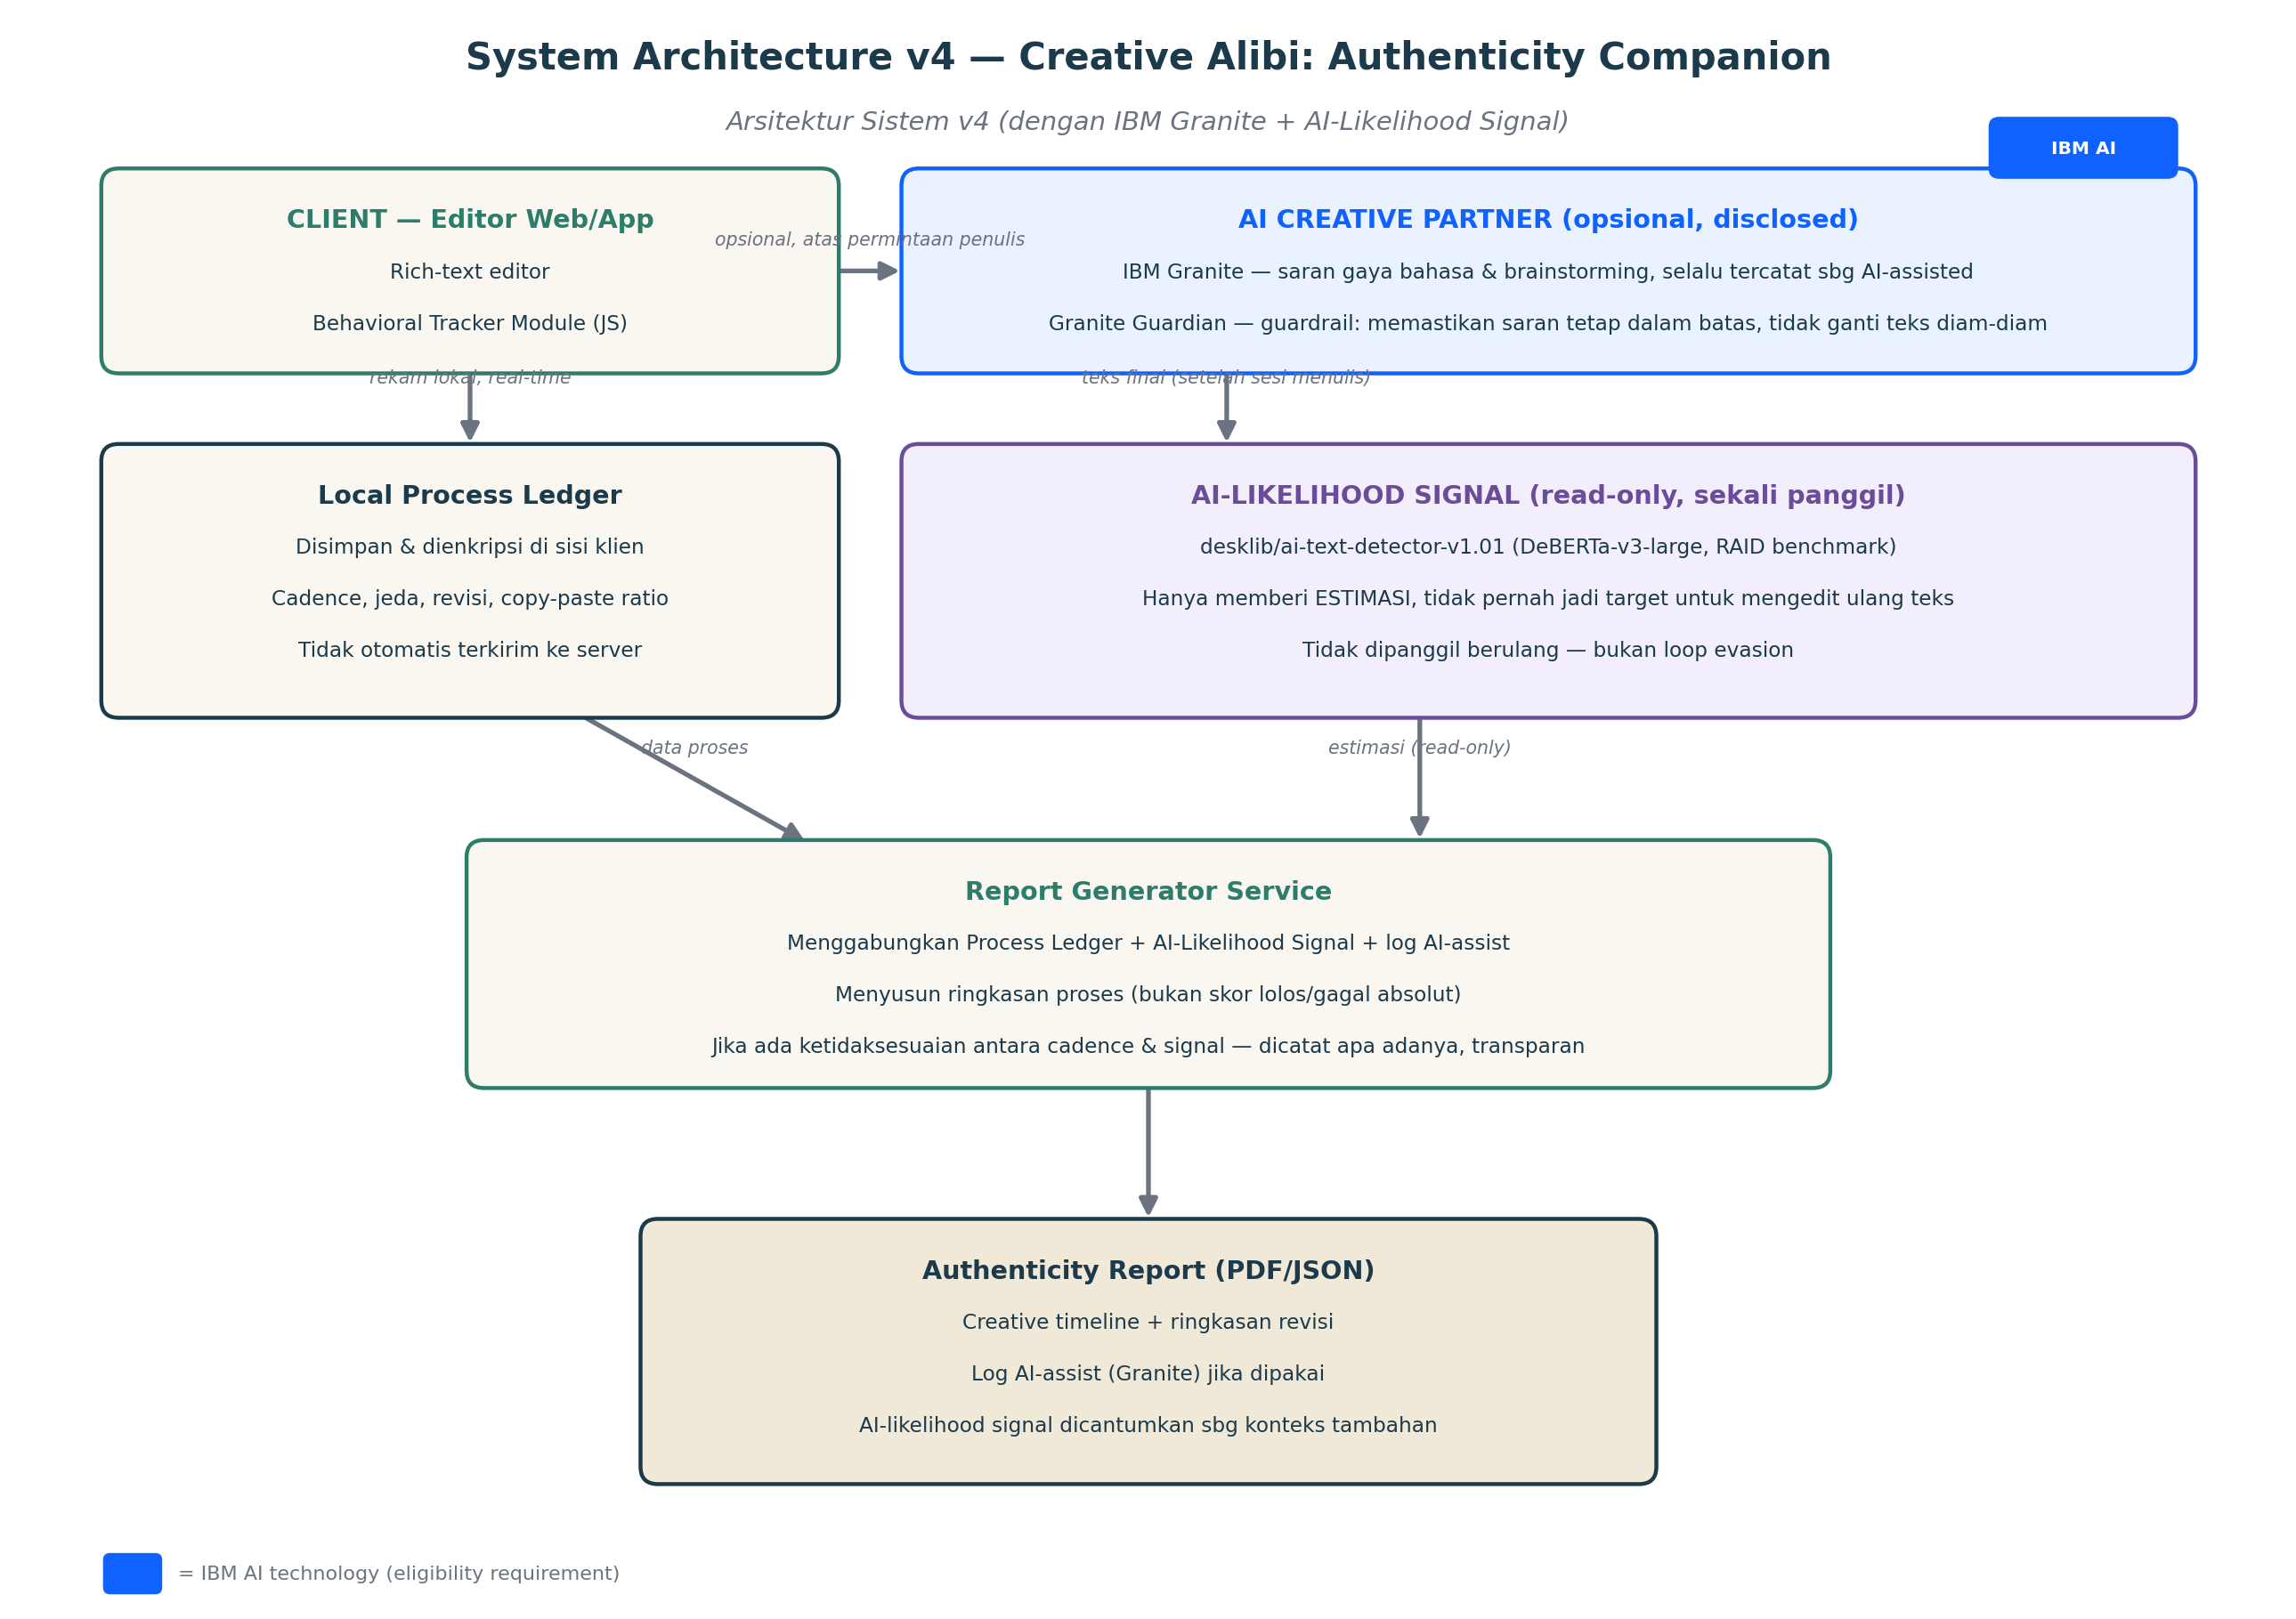 System Architecture v4 — Creative Alibi: Authenticity Companion
Arsitektur Sistem v4 (dengan IBM Granite + AI-Likelihood Signal)
IBM AI
CLIENT — Editor Web/App
Rich-text editor
Behavioral Tracker Module (JS)
opsional, atas permintaan penulis
AI CREATIVE PARTNER (opsional, disclosed)
IBM Granite — saran gaya bahasa & brainstorming, selalu tercatat sbg AI-assisted
Granite Guardian — guardrail: memastikan saran tetap dalam batas, tidak ganti teks diam-diam
rekam lokal, real-time
teks final (setelah sesi menulis)
Local Process Ledger
Disimpan & dienkripsi di sisi klien
Cadence, jeda, revisi, copy-paste ratio
Tidak otomatis terkirim ke server
AI-LIKELIHOOD SIGNAL (read-only, sekali panggil)
desklib/ai-text-detector-v1.01 (DeBERTa-v3-large, RAID benchmark)
Hanya memberi ESTIMASI, tidak pernah jadi target untuk mengedit ulang teks
Tidak dipanggil berulang — bukan loop evasion
data proses
estimasi (read-only)
Report Generator Service
Menggabungkan Process Ledger + AI-Likelihood Signal + log AI-assist
Menyusun ringkasan proses (bukan skor lolos/gagal absolut)
Jika ada ketidaksesuaian antara cadence & signal — dicatat apa adanya, transparan
Authenticity Report (PDF/JSON)
Creative timeline + ringkasan revisi
Log AI-assist (Granite) jika dipakai
AI-likelihood signal dicantumkan sbg konteks tambahan
= IBM AI technology (eligibility requirement)